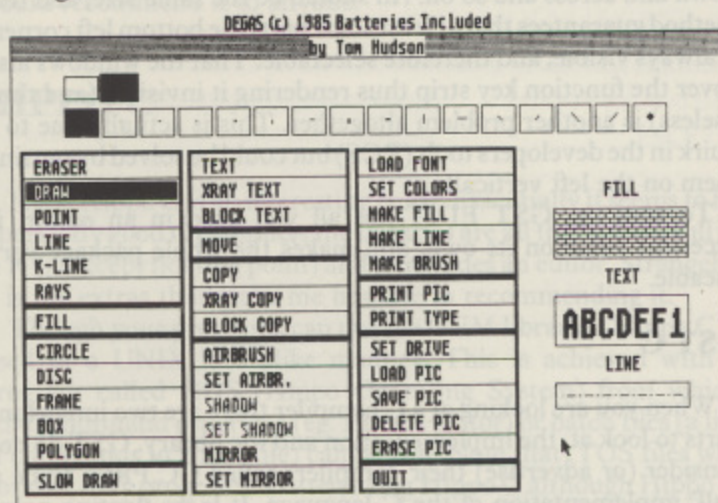 DEGAS (c) 1985 Batteries Included
by Tom Hudson
ERASER
DRAW
POINT
LINE
K-LINE
RAYS
FILL
CIRCLE
DISC
FRAME
BOX
POLYGON
SLOW DRAW
TEXT
XRAY TEXT
BLOCK TEXT
MOVE
COPY
XRAY COPY
BLOCK COPY
AIRBRUSH
SET AIRBR.
SHADOW
SET SHADOW
MIRROR
SET MIRROR
LOAD FONT
SET COLORS
MAKE FILL
MAKE LINE
MAKE BRUSH
PRINT PIC
PRINT TYPE
SET DRIVE
LOAD PIC
SAVE PIC
DELETE PIC
ERASE PIC
QUIT
FILL
TEXT
ABCDEF1
LINE